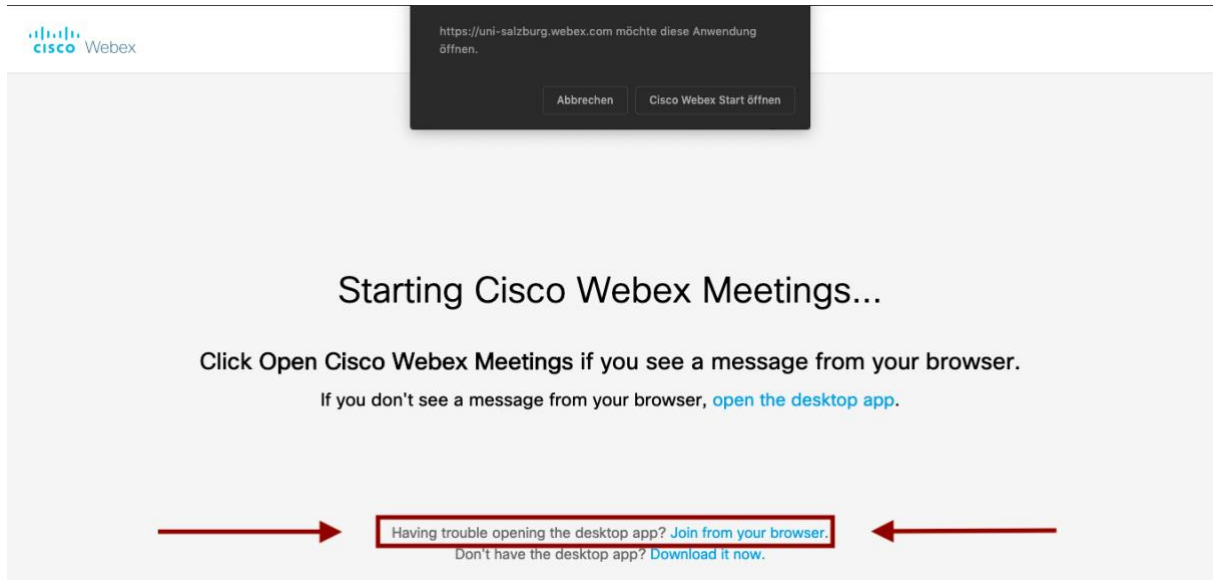 cisco Webex
https://uni-salzburg.webex.com möchte diese Anwendung
öffnen.
Abbrechen Cisco Webex Start öffnen
Starting Cisco Webex Meetings...
Click Open Cisco Webex Meetings if you see a message from your browser.
If you don't see a message from your browser, open the desktop app.
Having trouble opening the desktop app? Join from your browser.
Don't have the desktop app? Download it now.